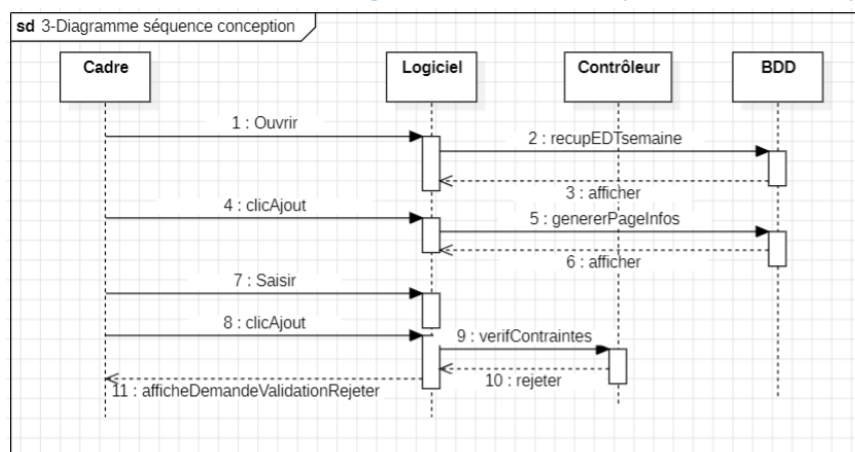 sd 3-Diagramme séquence conception
Cadre
Logiciel
Contrôleur
BDD
1 : Ouvrir
2 : recupEDTsemaine
3 : afficher
4 : clicAjout
5 : genererPageInfos
6 : afficher
7 : Saisir
8 : clicAjout
9 : verifContraintes
10 : rejeter
11 : afficheDemandeValidationRejeter